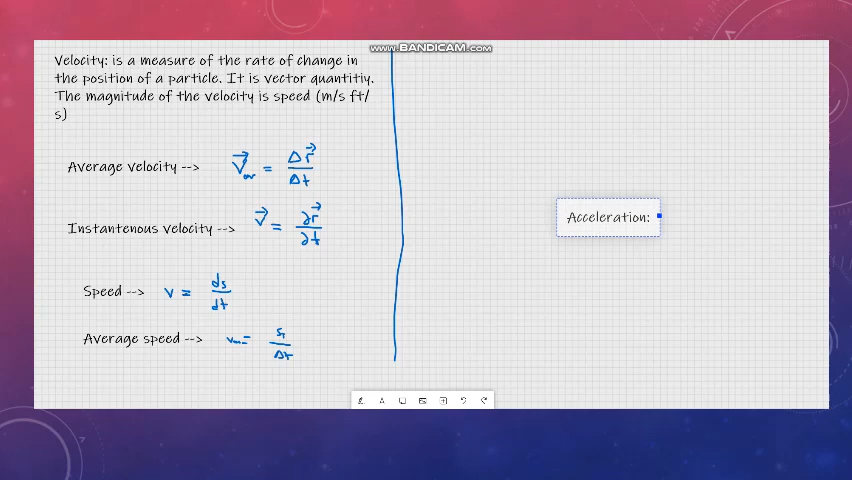 WWW.BANDICAM.COM
Velocity: is a measure of the rate of change in
the position of a particle. It is vector quantitiy.
The magnitude of the velocity is speed (m/s ft/
s)
Average velocity --> V⃗av = Δr⃗/Δt
Instantenous velocity --> V⃗ = ∂r⃗/∂t
Acceleration:
Speed --> v = ds/dt
Average speed --> = /Δt